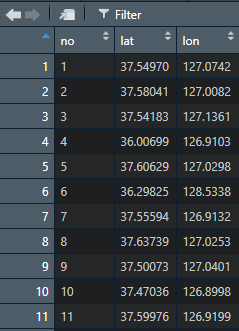 Filter
no lat lon
1 1 37.54970 127.0742
2 2 37.58041 127.0082
3 3 37.54183 127.1361
4 4 36.00699 126.9103
5 5 37.60629 127.0298
6 6 36.29825 128.5338
7 7 37.55594 126.9132
8 8 37.63739 127.0253
9 9 37.50073 127.0401
10 10 37.47036 126.8998
11 11 37.59976 126.9199